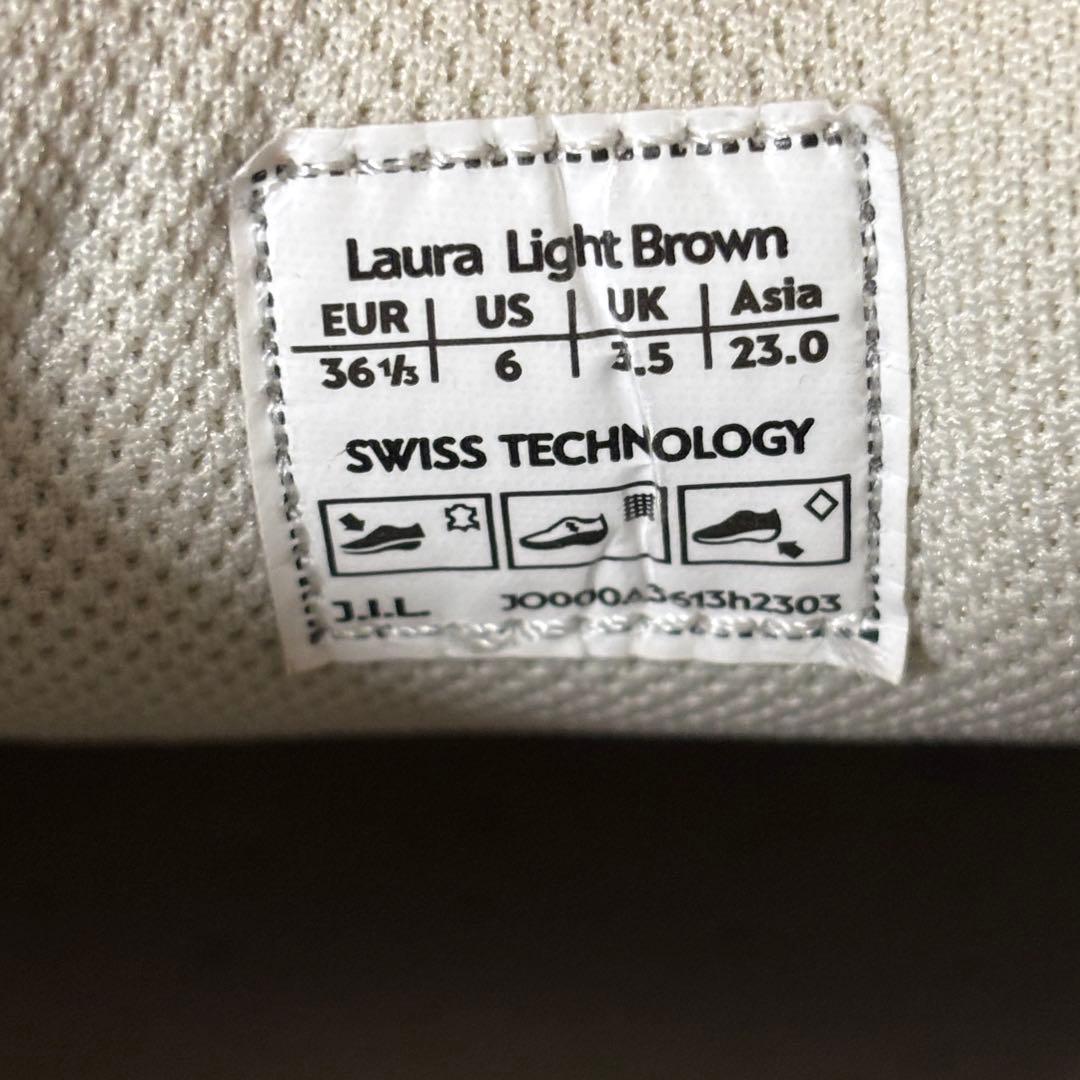 Laura Light Brown
EUR | US | UK | Asia
36 1/3 | 6 | 3.5 | 23.0
SWISS TECHNOLOGY
J.I.L